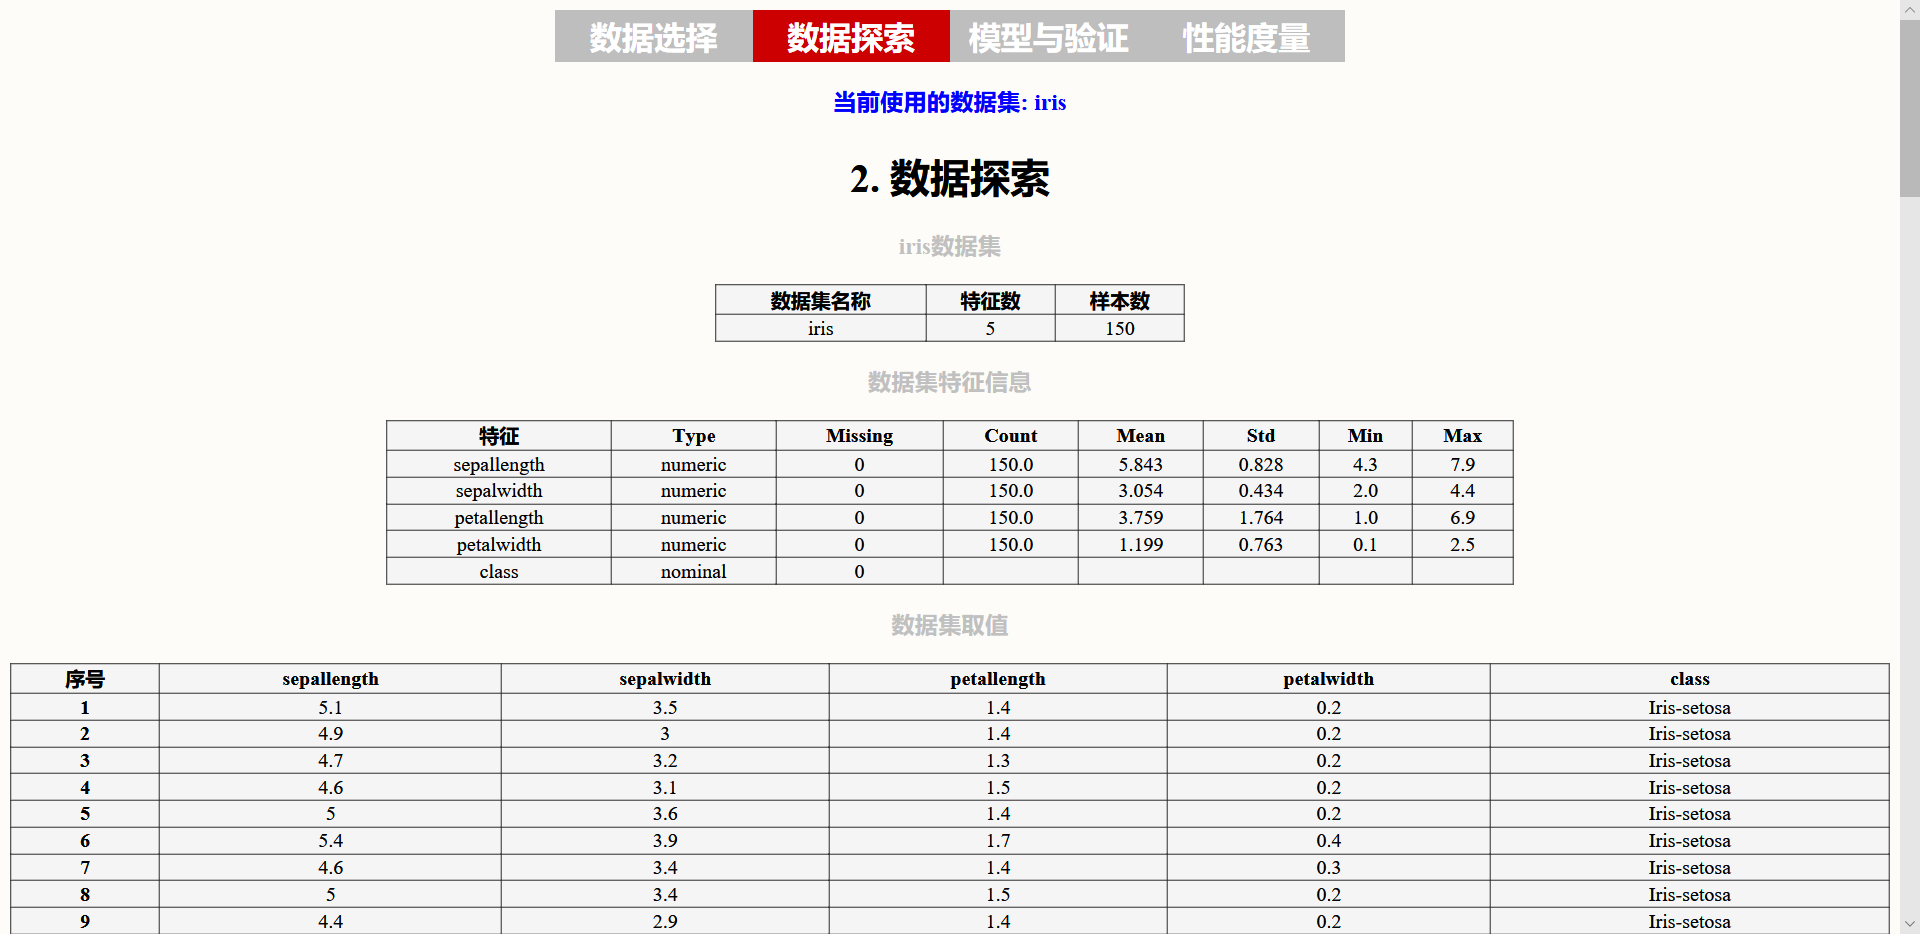 数据选择 数据探索 模型与验证 性能度量
当前使用的数据集: iris
2. 数据探索
iris数据集
数据集名称 特征数 样本数
iris 5 150
数据集特征信息
特征 Type Missing Count Mean Std Min Max
sepallength numeric 0 150.0 5.843 0.828 4.3 7.9
sepalwidth numeric 0 150.0 3.054 0.434 2.0 4.4
petallength numeric 0 150.0 3.759 1.764 1.0 6.9
petalwidth numeric 0 150.0 1.199 0.763 0.1 2.5
class nominal 0
数据集取值
序号 sepallength sepalwidth petallength petalwidth class
1 5.1 3.5 1.4 0.2 Iris-setosa
2 4.9 3 1.4 0.2 Iris-setosa
3 4.7 3.2 1.3 0.2 Iris-setosa
4 4.6 3.1 1.5 0.2 Iris-setosa
5 5 3.6 1.4 0.2 Iris-setosa
6 5.4 3.9 1.7 0.4 Iris-setosa
7 4.6 3.4 1.4 0.3 Iris-setosa
8 5 3.4 1.5 0.2 Iris-setosa
9 4.4 2.9 1.4 0.2 Iris-setosa